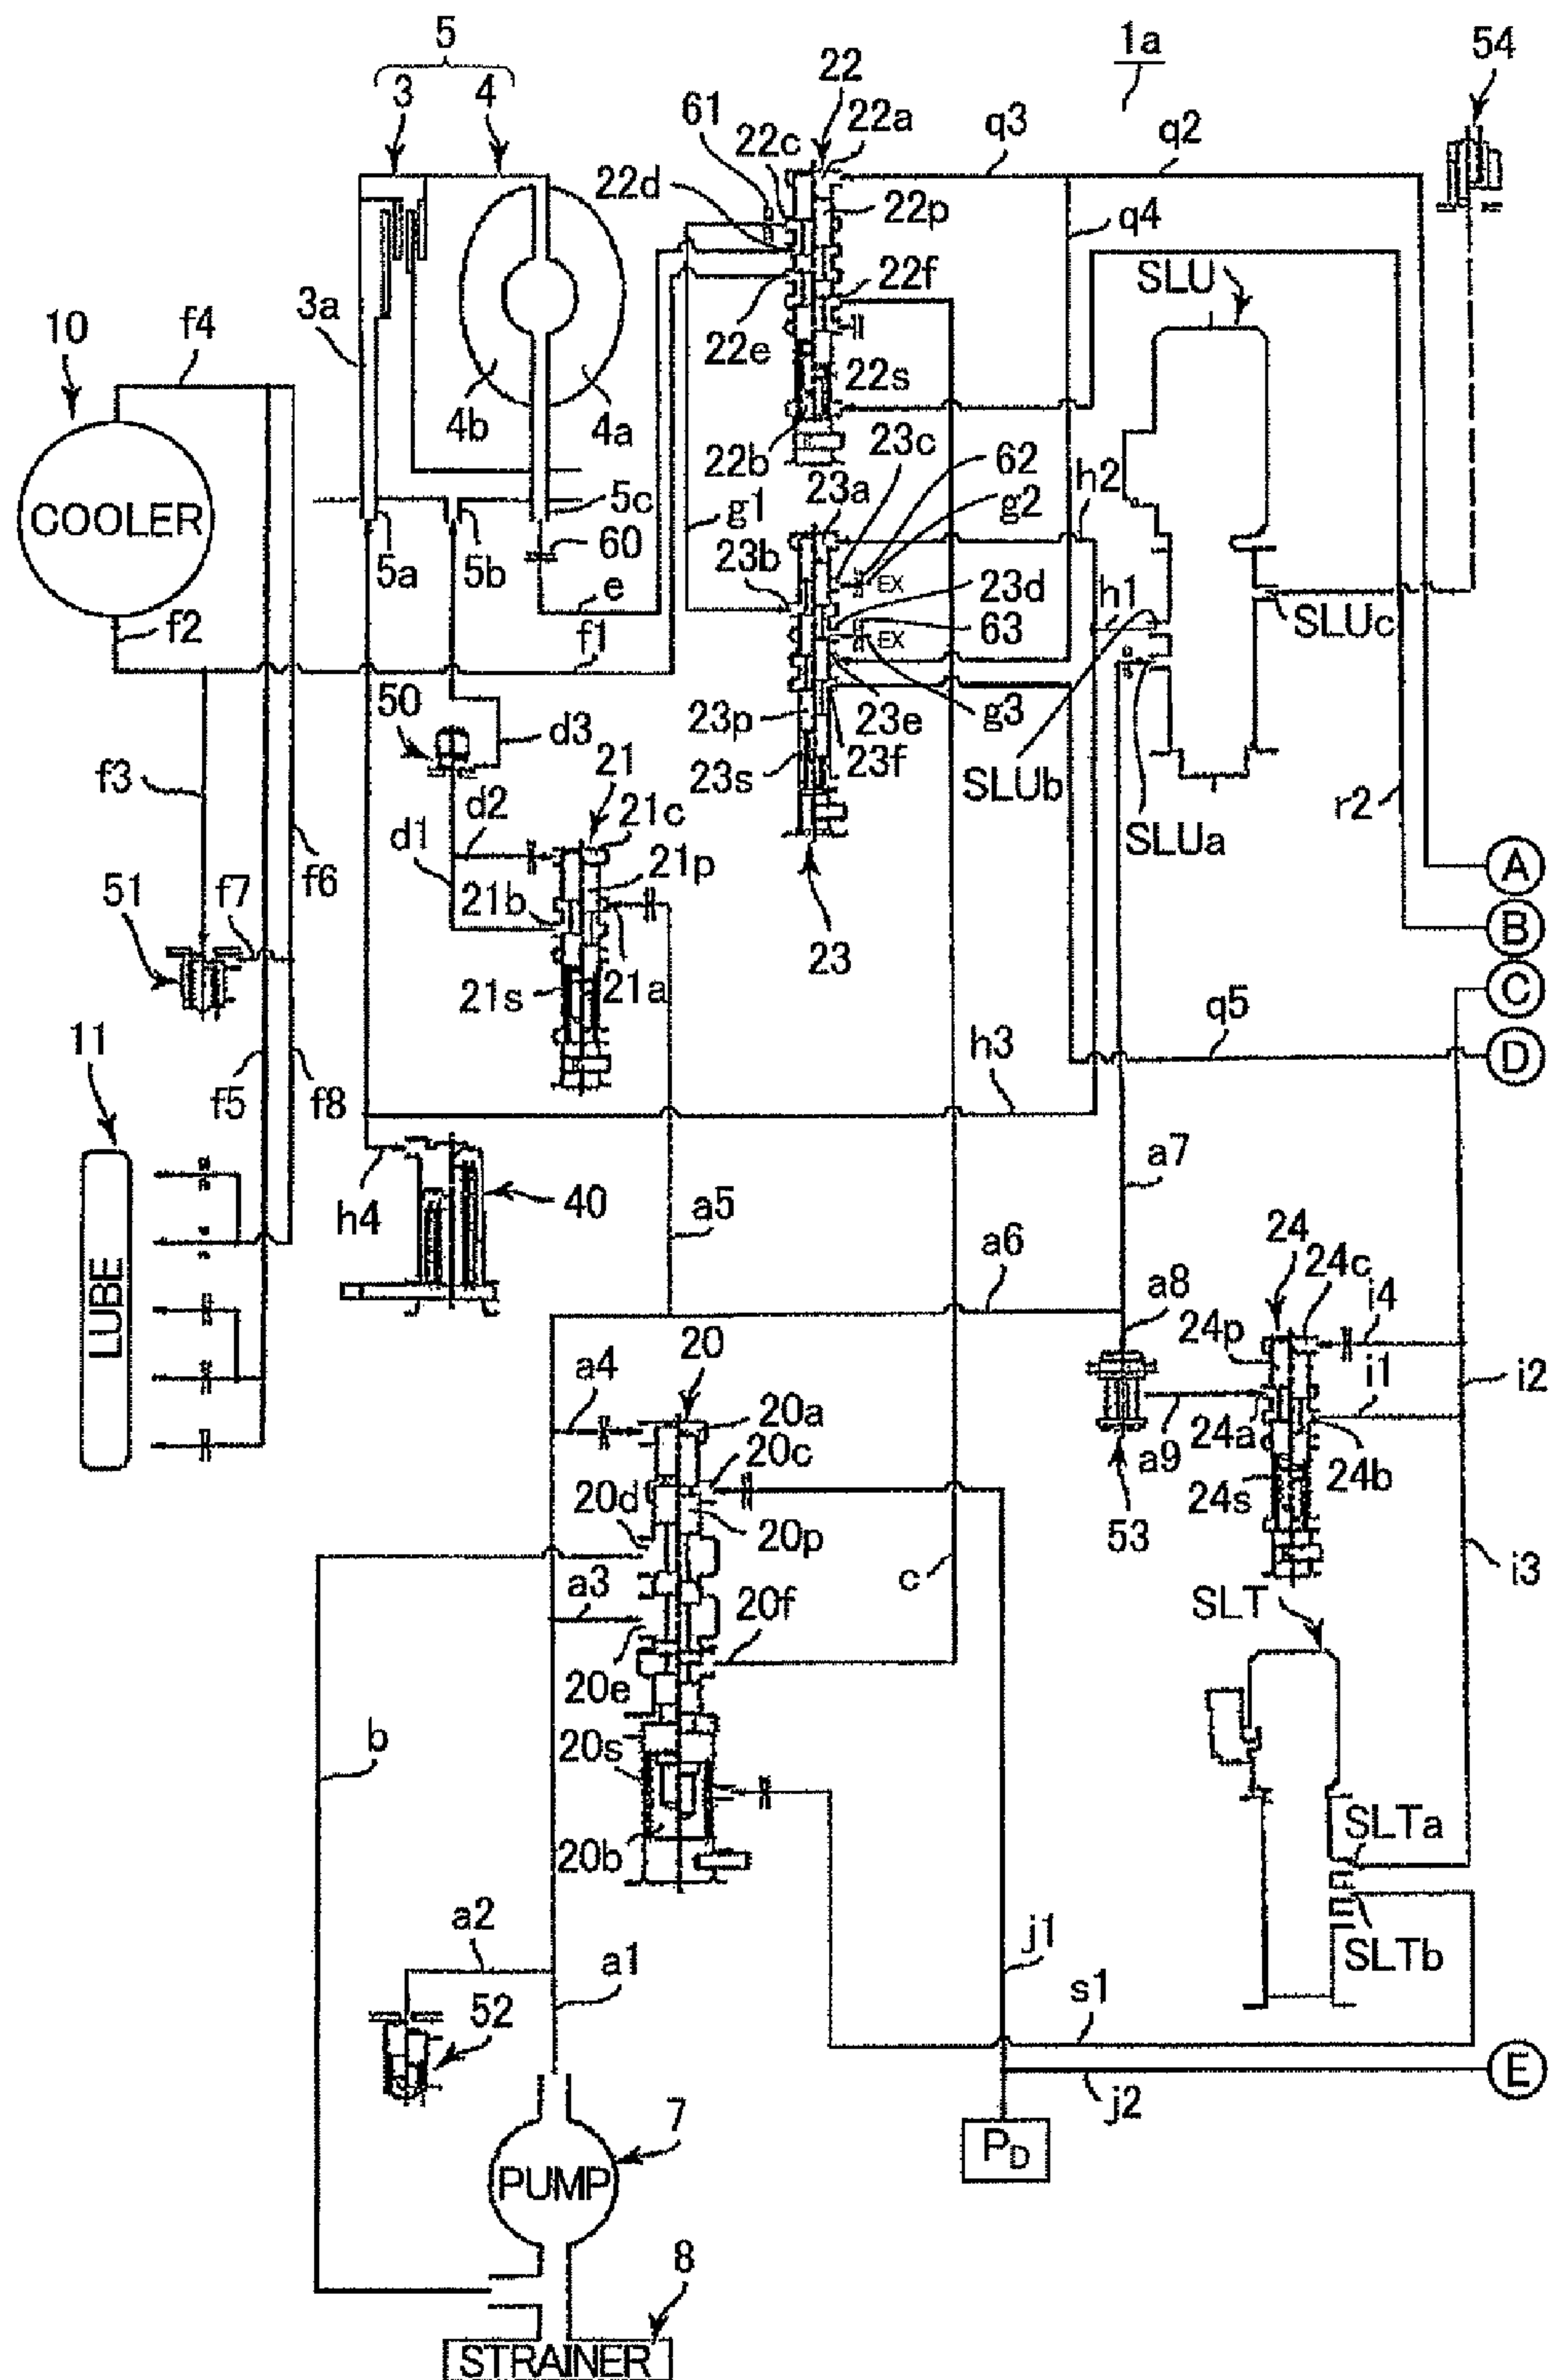 5
3 4
1a
54
22
61
22a
22c
22d
22p
q3
q2
q4
22f
SLU
3a
10
f4
22e
22s
4b
4a
22b
23c
62
23a
h2
g2
COOLER
5c
g1
60
5a
5b
23b
EX
23d
h1
e
f2
f1
63
EX
SLUc
50
d3
23p
23e
g3
23s
23f
SLUb
f3
21
d2
21c
r2
SLUa
d1
21p
A
f6
51
f7
21b
B
23
21s
21a
C
q5
11
h3
D
f5
f8
a7
h4
40
a5
a6
24
24c
LUBE
a8
i4
20
24p
a4
i1
i2
20a
20c
24a
a9
20d
24b
24s
20p
53
a3
c
i3
20f
SLT
20e
b
20s
SLTa
20b
a2
j1
a1
SLTb
s1
52
E
j2
7
PD
PUMP
8
STRAINER